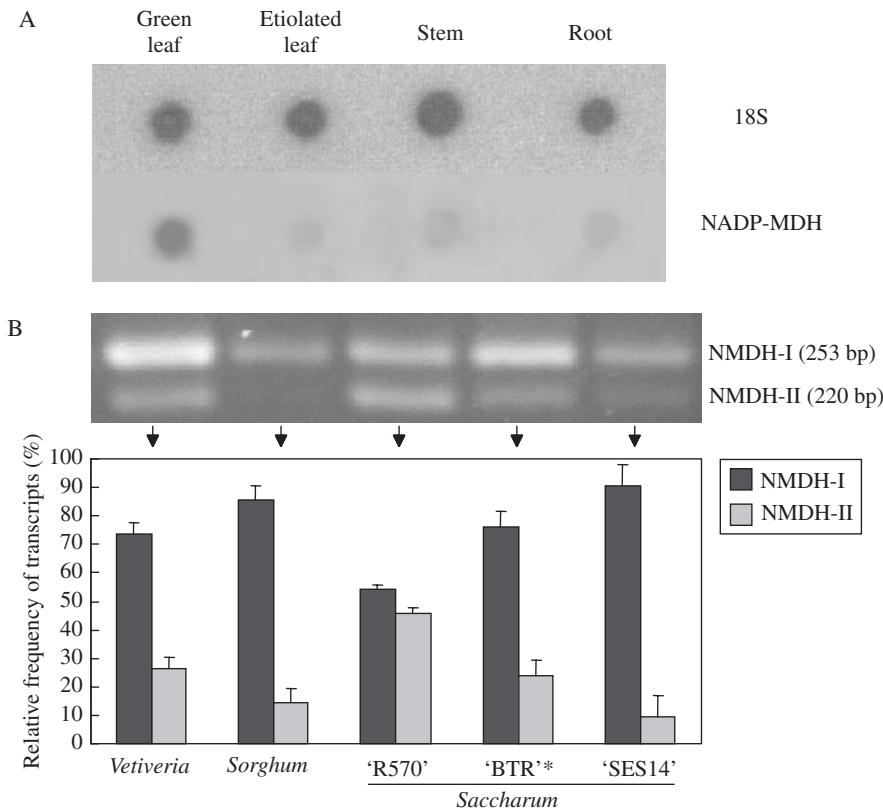 A
Green leaf
Etiolated leaf
Stem
Root
18S
NADP-MDH
B
NMDH-I (253 bp)
NMDH-II (220 bp)
Relative frequency of transcripts (%)
100
90
80
70
60
50
40
30
20
10
0
NMDH-I
NMDH-II
Vetiveria
Sorghum
‘R570’
‘BTR’*
‘SES14’
Saccharum